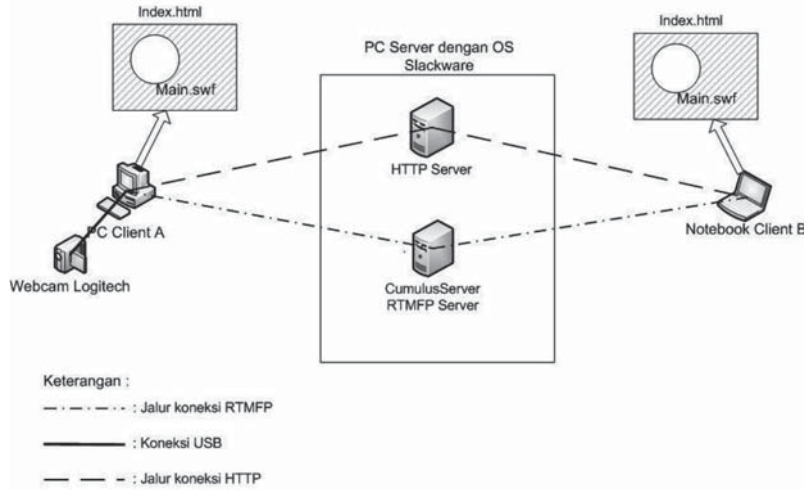 Index.html
Main.swf
PC Server dengan OS
Slackware
Index.html
Main.swf
HTTP Server
PC Client A
Notebook Client B
Webcam Logitech
CumulusServer
RTMFP Server
Keterangan :
: Jalur koneksi RTMFP
: Koneksi USB
: Jalur koneksi HTTP